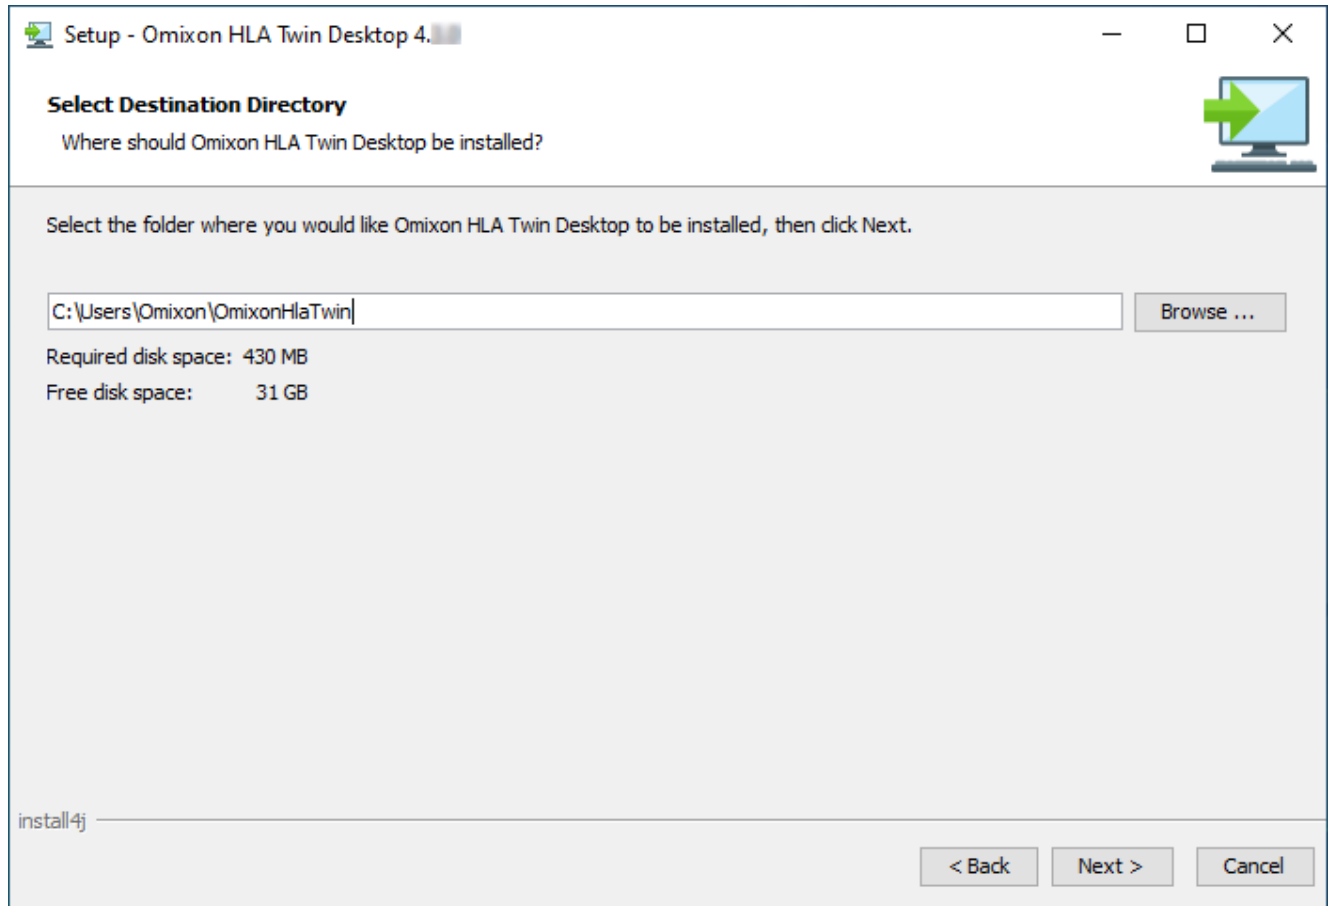 Setup - Omixon HLA Twin Desktop 4.
Select Destination Directory
Where should Omixon HLA Twin Desktop be installed?
Select the folder where you would like Omixon HLA Twin Desktop to be installed, then click Next.
C:\Users\Omixon\OmixonHlaTwin
Browse ...
Required disk space: 430 MB
Free disk space: 31 GB
install4j
< Back Next > Cancel